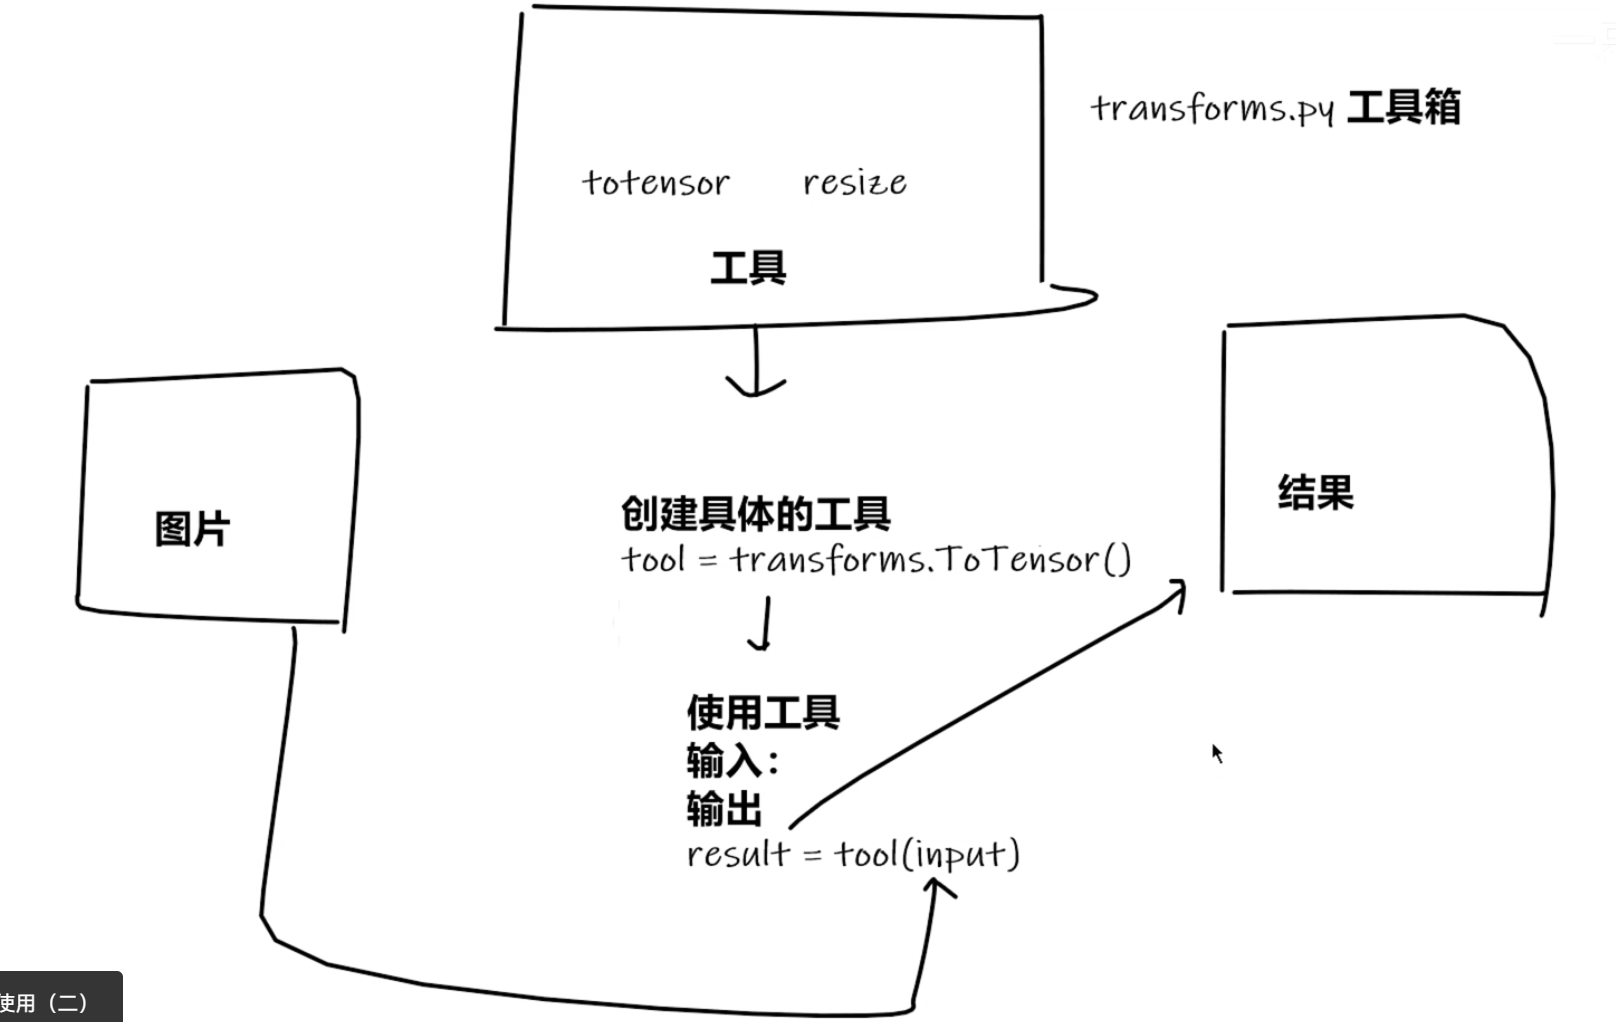 transforms.py 工具箱
totensor resize
工具
图片
创建具体的工具
tool = transforms.ToTensor()
结果
使用工具
输入：
输出
result = tool(input)
使用（二）